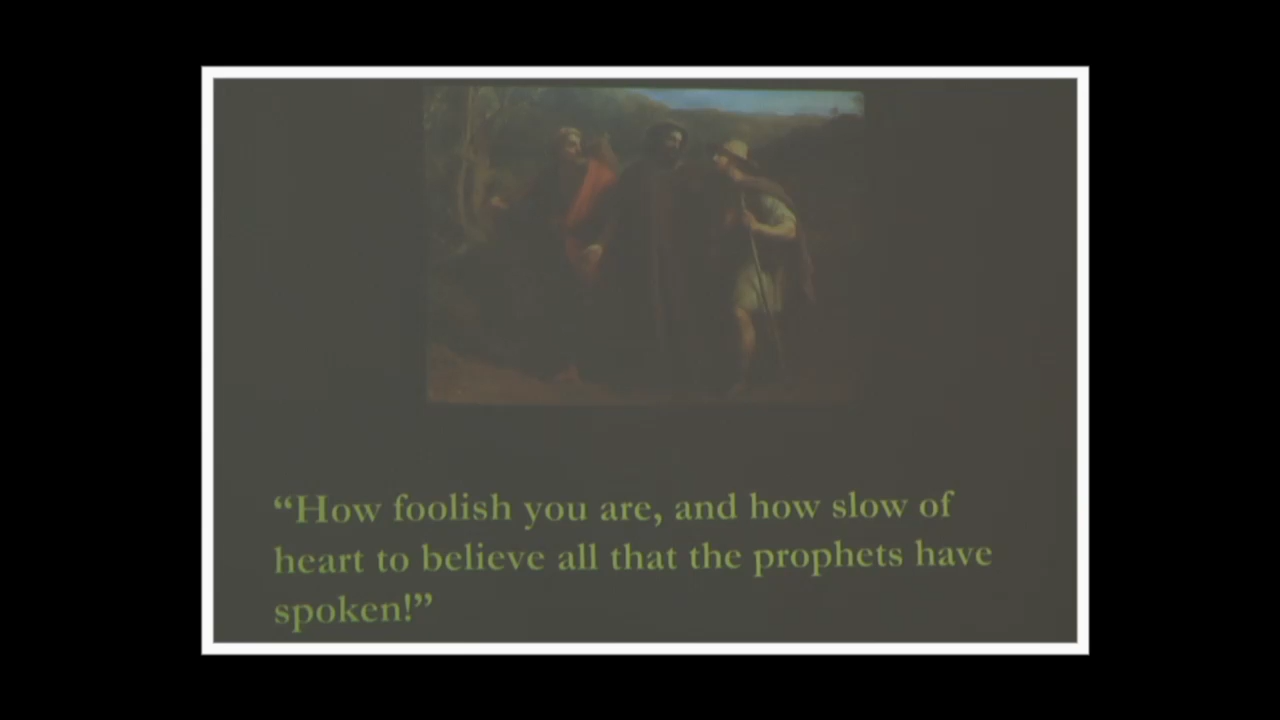 “How foolish you are, and how slow of
heart to believe all that the prophets have
spoken!”